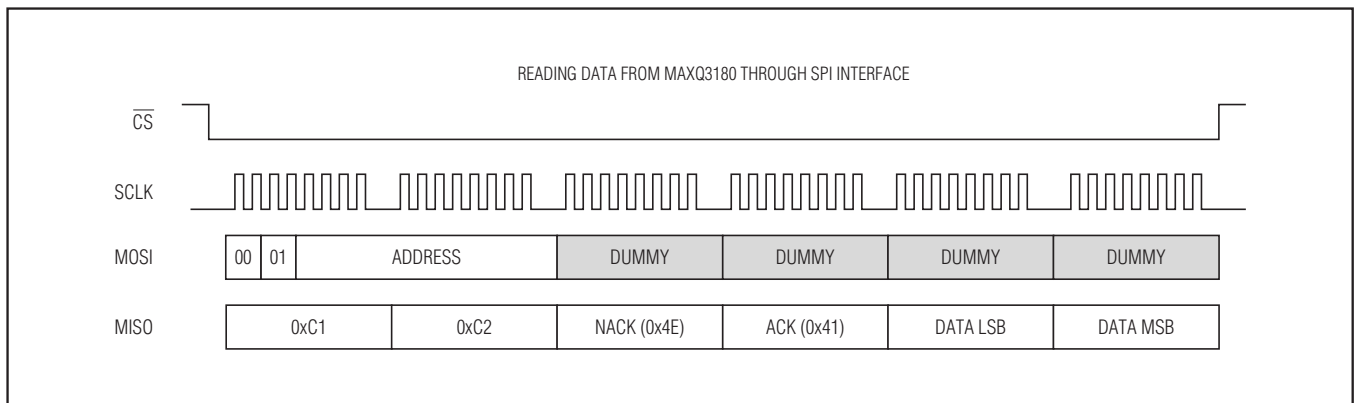 READING DATA FROM MAXQ3180 THROUGH SPI INTERFACE
CS
SCLK
MOSI 00 01 ADDRESS DUMMY DUMMY DUMMY DUMMY
MISO 0xC1 0xC2 NACK (0x4E) ACK (0x41) DATA LSB DATA MSB